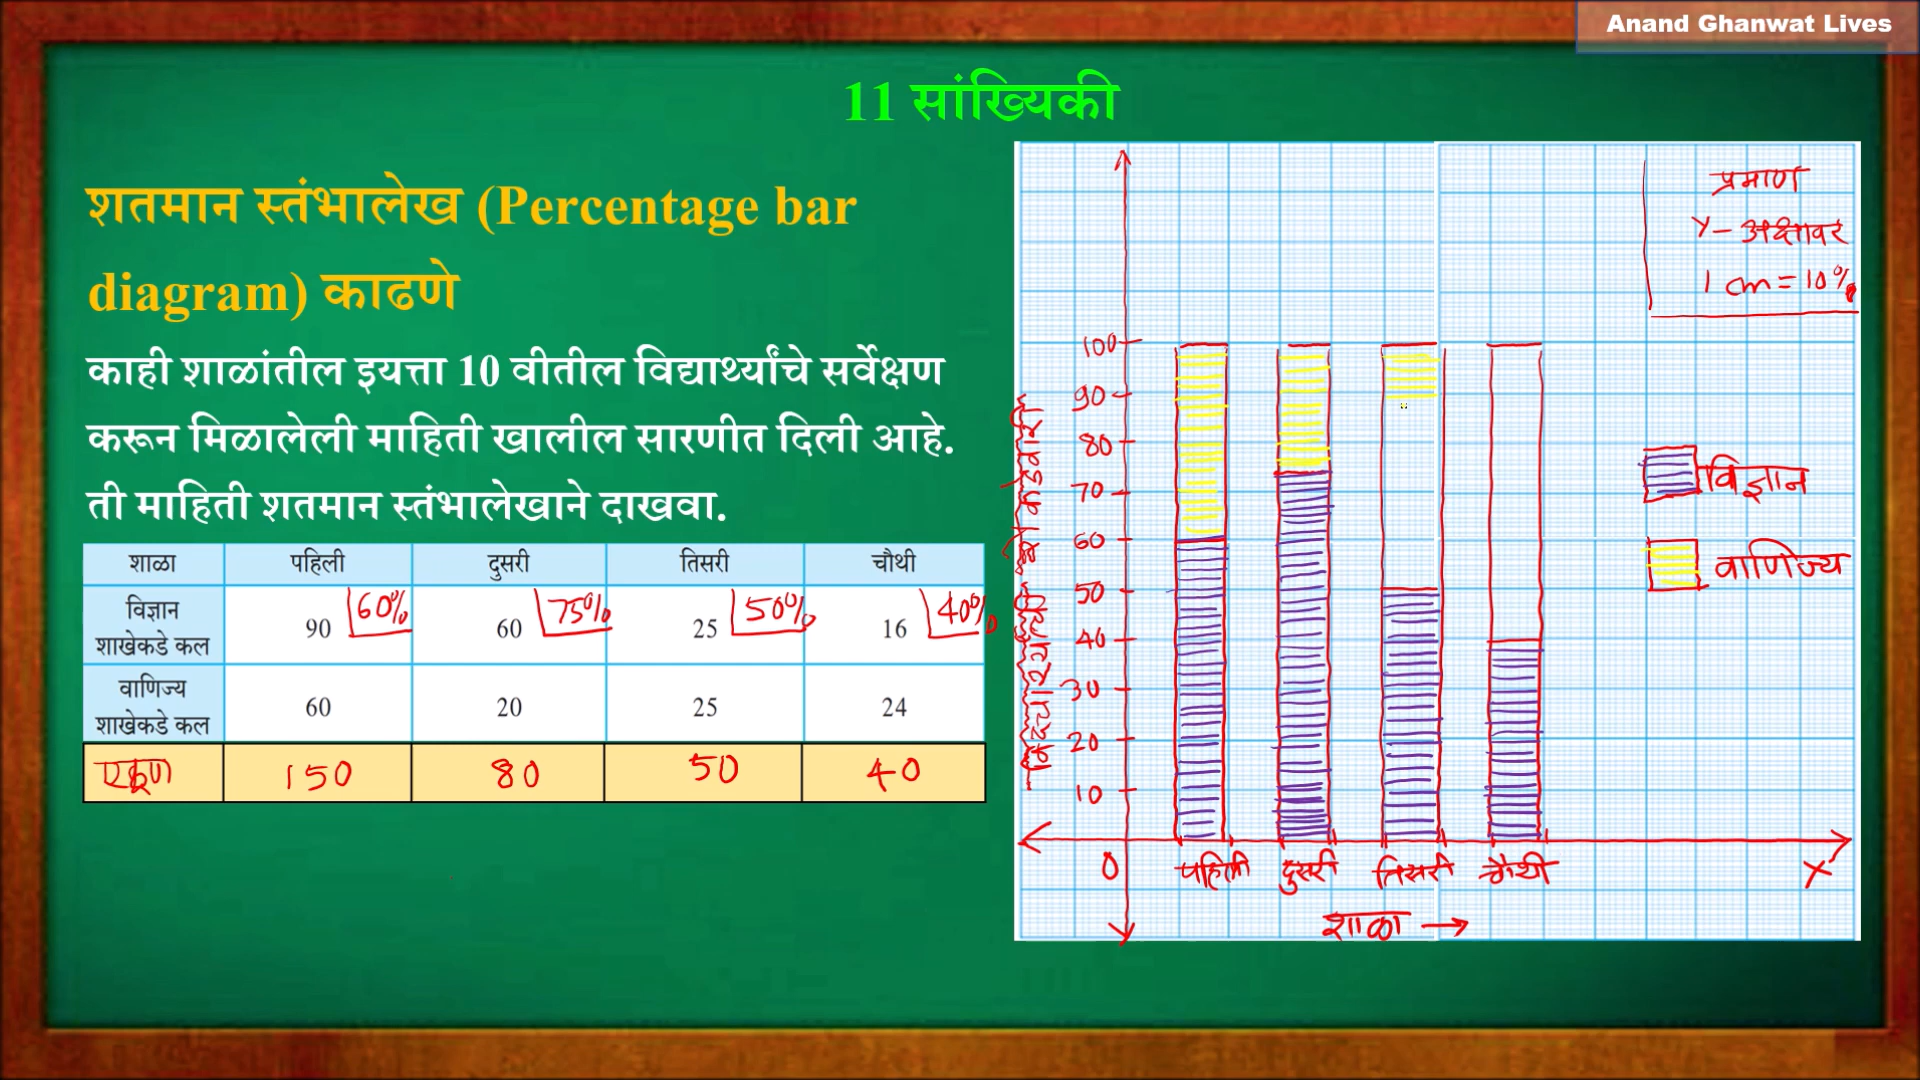 Anand Ghanwat Lives
11 सांख्यिकी
शतमान स्तंभालेख (Percentage bar
diagram) काढणे
काही शाळांतील इयत्ता 10 वीतील विद्यार्थ्यांचे सर्वेक्षण
करून मिळालेली माहिती खालील सारणीत दिली आहे.
ती माहिती शतमान स्तंभालेखाने दाखवा.
शाळा पहिली दुसरी तिसरी चौथी
विज्ञान
शाखेकडे कल 90 60% 60 75% 25 50% 16 40%
वाणिज्य
शाखेकडे कल 60 20 25 24
एकूण 150 80 50 40
प्रमाण
Y- अक्षावर
1 cm = 10%
100
90
80
70
60
50
40
30
20
10
0
पहिली दुसरी तिसरी चौथी
X
शाळा →
विज्ञान
वाणिज्य